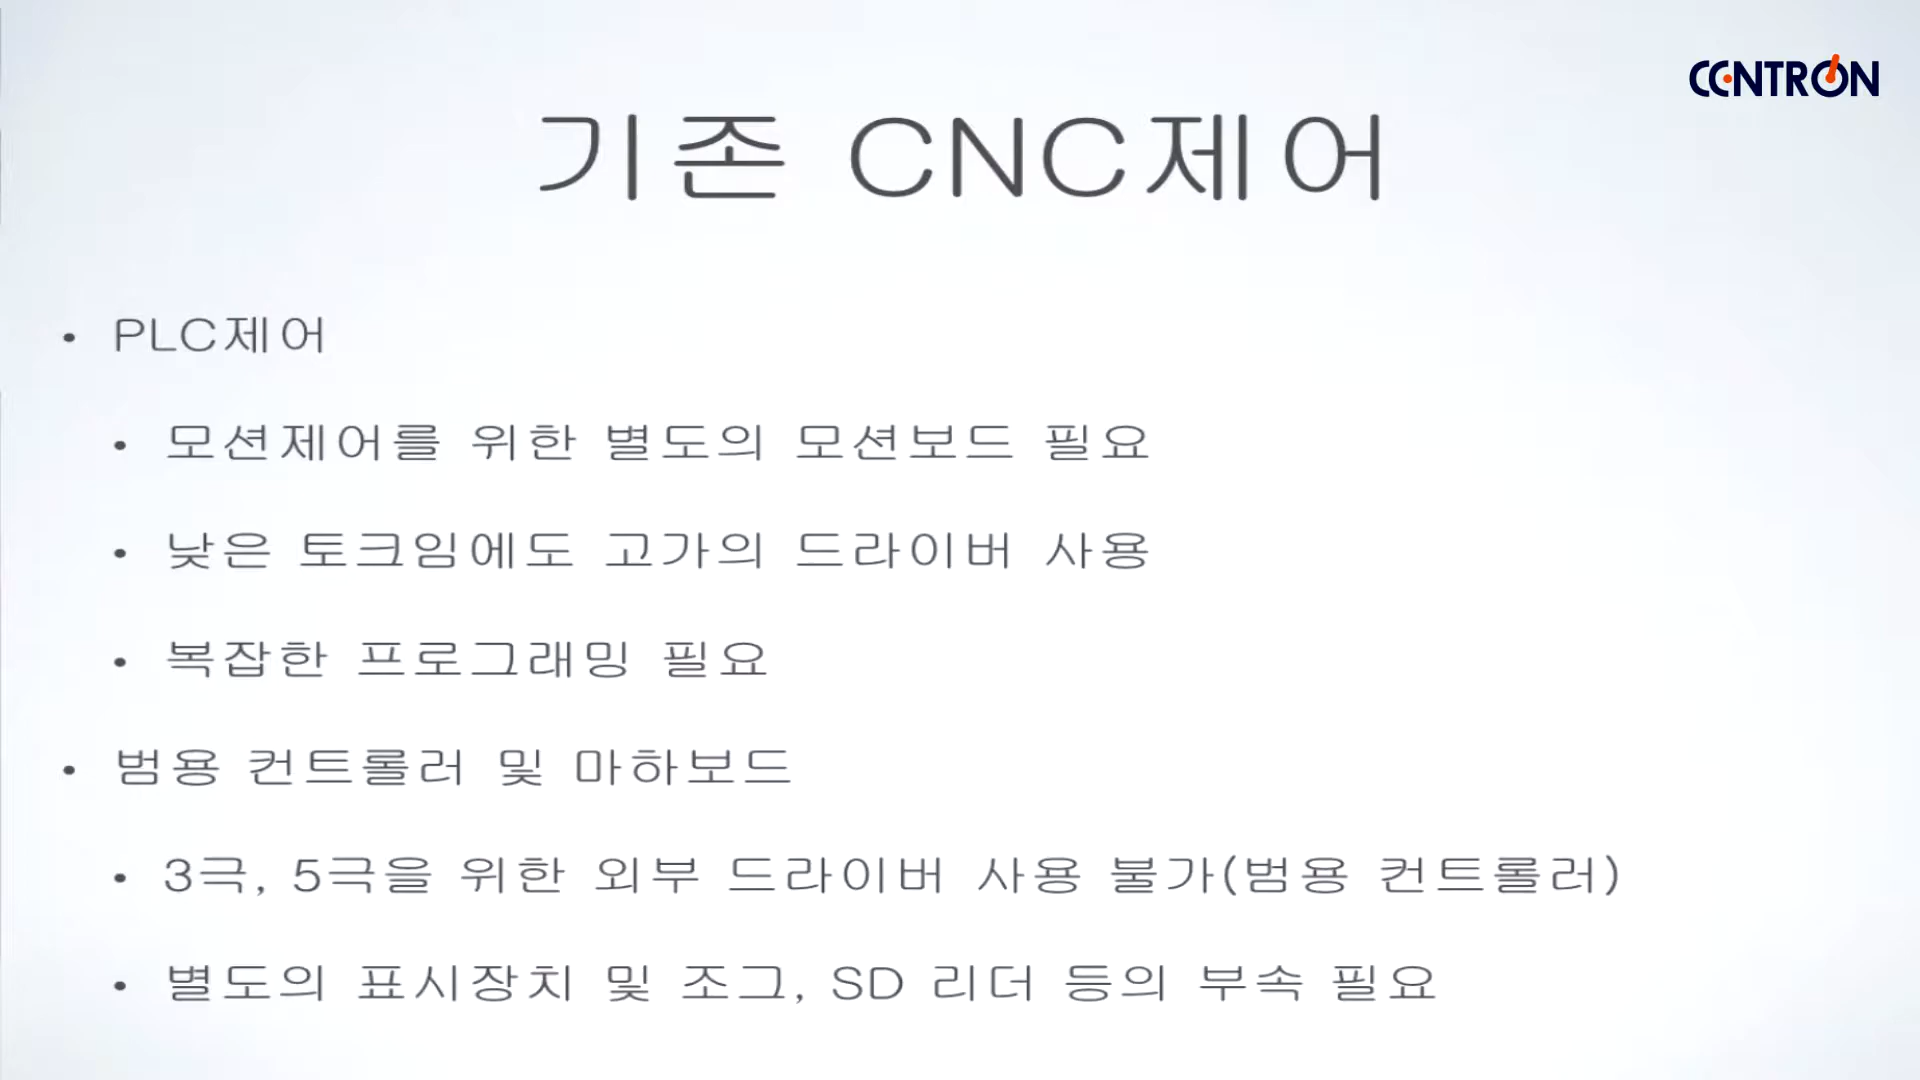 CENTRON
기존 CNC제어
• PLC제어
• 모션제어를 위한 별도의 모션보드 필요
• 낮은 토크임에도 고가의 드라이버 사용
• 복잡한 프로그래밍 필요
• 범용 컨트롤러 및 마하보드
• 3극, 5극을 위한 외부 드라이버 사용 불가(범용 컨트롤러)
• 별도의 표시장치 및 조그, SD 리더 등의 부속 필요